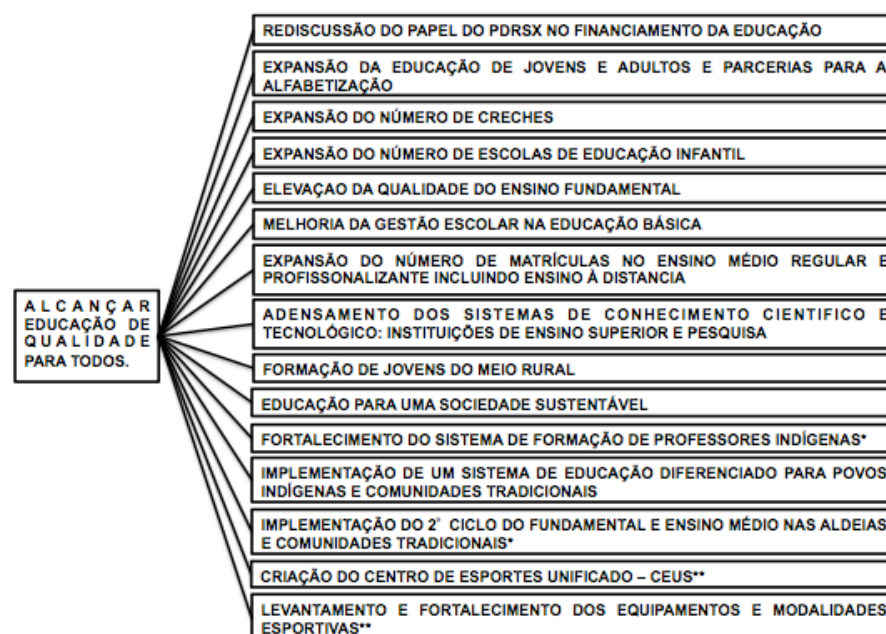 REDISCUSSÃO DO PAPEL DO PDRSX NO FINANCIAMENTO DA EDUCAÇÃO
EXPANSÃO DA EDUCAÇÃO DE JOVENS E ADULTOS E PARCERIAS PARA A
ALFABETIZAÇÃO
EXPANSÃO DO NÚMERO DE CRECHES
EXPANSÃO DO NÚMERO DE ESCOLAS DE EDUCAÇÃO INFANTIL
ELEVAÇAO DA QUALIDADE DO ENSINO FUNDAMENTAL
MELHORIA DA GESTÃO ESCOLAR NA EDUCAÇÃO BÁSICA
EXPANSÃO DO NÚMERO DE MATRÍCULAS NO ENSINO MÉDIO REGULAR E
PROFISSONALIZANTE INCLUINDO ENSINO À DISTANCIA
ALCANÇAR
EDUCAÇÃO DE
QUALIDADE
PARA TODOS.
ADENSAMENTO DOS SISTEMAS DE CONHECIMENTO CIENTIFICO E
TECNOLÓGICO: INSTITUIÇÕES DE ENSINO SUPERIOR E PESQUISA
FORMAÇÃO DE JOVENS DO MEIO RURAL
EDUCAÇÃO PARA UMA SOCIEDADE SUSTENTÁVEL
FORTALECIMENTO DO SISTEMA DE FORMAÇÃO DE PROFESSORES INDÍGENAS*
IMPLEMENTAÇÃO DE UM SISTEMA DE EDUCAÇÃO DIFERENCIADO PARA POVOS
INDÍGENAS E COMUNIDADES TRADICIONAIS
IMPLEMENTAÇÃO DO 2° CICLO DO FUNDAMENTAL E ENSINO MÉDIO NAS ALDEIAS
E COMUNIDADES TRADICIONAIS*
CRIAÇÃO DO CENTRO DE ESPORTES UNIFICADO – CEUS**
LEVANTAMENTO E FORTALECIMENTO DOS EQUIPAMENTOS E MODALIDADES
ESPORTIVAS**